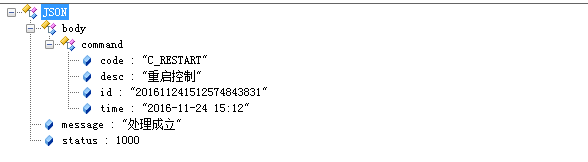 JSON
body
command
code : "C_RESTART"
desc : "重启控制"
id : "201611241512574843831"
time : "2016-11-24 15:12"
message : "处理成立"
status : 1000